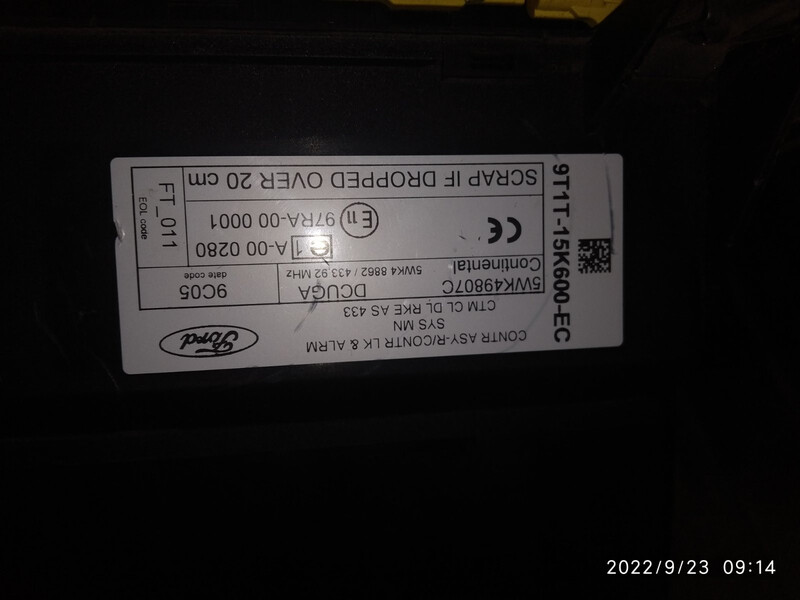 Ford
CONTR ASY-R/CONTR LK & ALRM
SYS MN
CTM CL DL RKE AS 433
5WK49807C
Continental
DCUGA
5WK4 8862 / 433.92 MHz
9C05
date code
CE
e1 A-00 0280
E11 97RA-00 0001
SCRAP IF DROPPED OVER 20 cm
FT_011
EOL code
9T1T-15K600-EC
2022/9/23 09:14